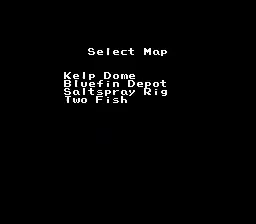 Select Map
Kelp Dome
Bluefin Depot
Saltspray Rig
Two Fish